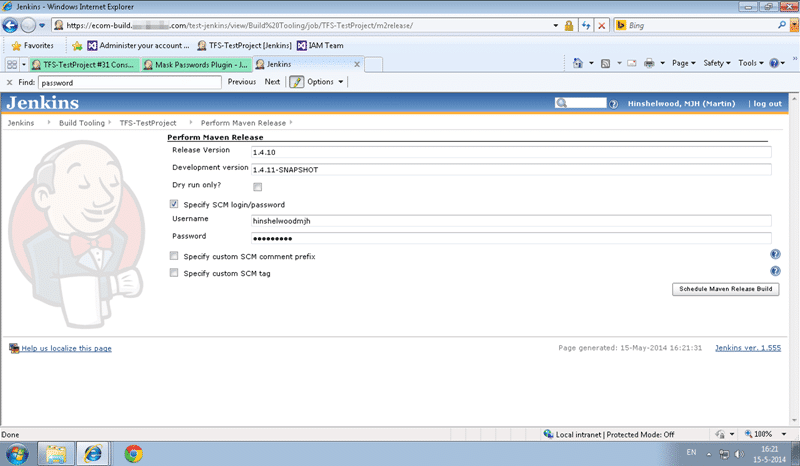 Jenkins - Windows Internet Explorer
https://ecom-build. .com/test-jenkins/view/Build%20Tooling/job/TFS-TestProject/m2release/
Bing
Favorites Administer your account ... TFS-TestProject [Jenkins] IAM Team
TFS-TestProject #31 Cons... Mask Passwords Plugin - J... Jenkins Page Safety Tools
Find: password Previous Next Options
Jenkins Hinshelwood, MJH (Martin) | log out
Jenkins Build Tooling TFS-TestProject Perform Maven Release
Perform Maven Release
Release Version 1.4.10
Development version 1.4.11-SNAPSHOT
Dry run only?
Specify SCM login/password
Username hinshelwoodmjh
Password •••••••••
Specify custom SCM comment prefix
Specify custom SCM tag
Schedule Maven Release Build
Help us localize this page Page generated: 15-May-2014 16:21:31 Jenkins ver. 1.555
Done Local intranet | Protected Mode: Off 100%
EN 16:21
15-5-2014